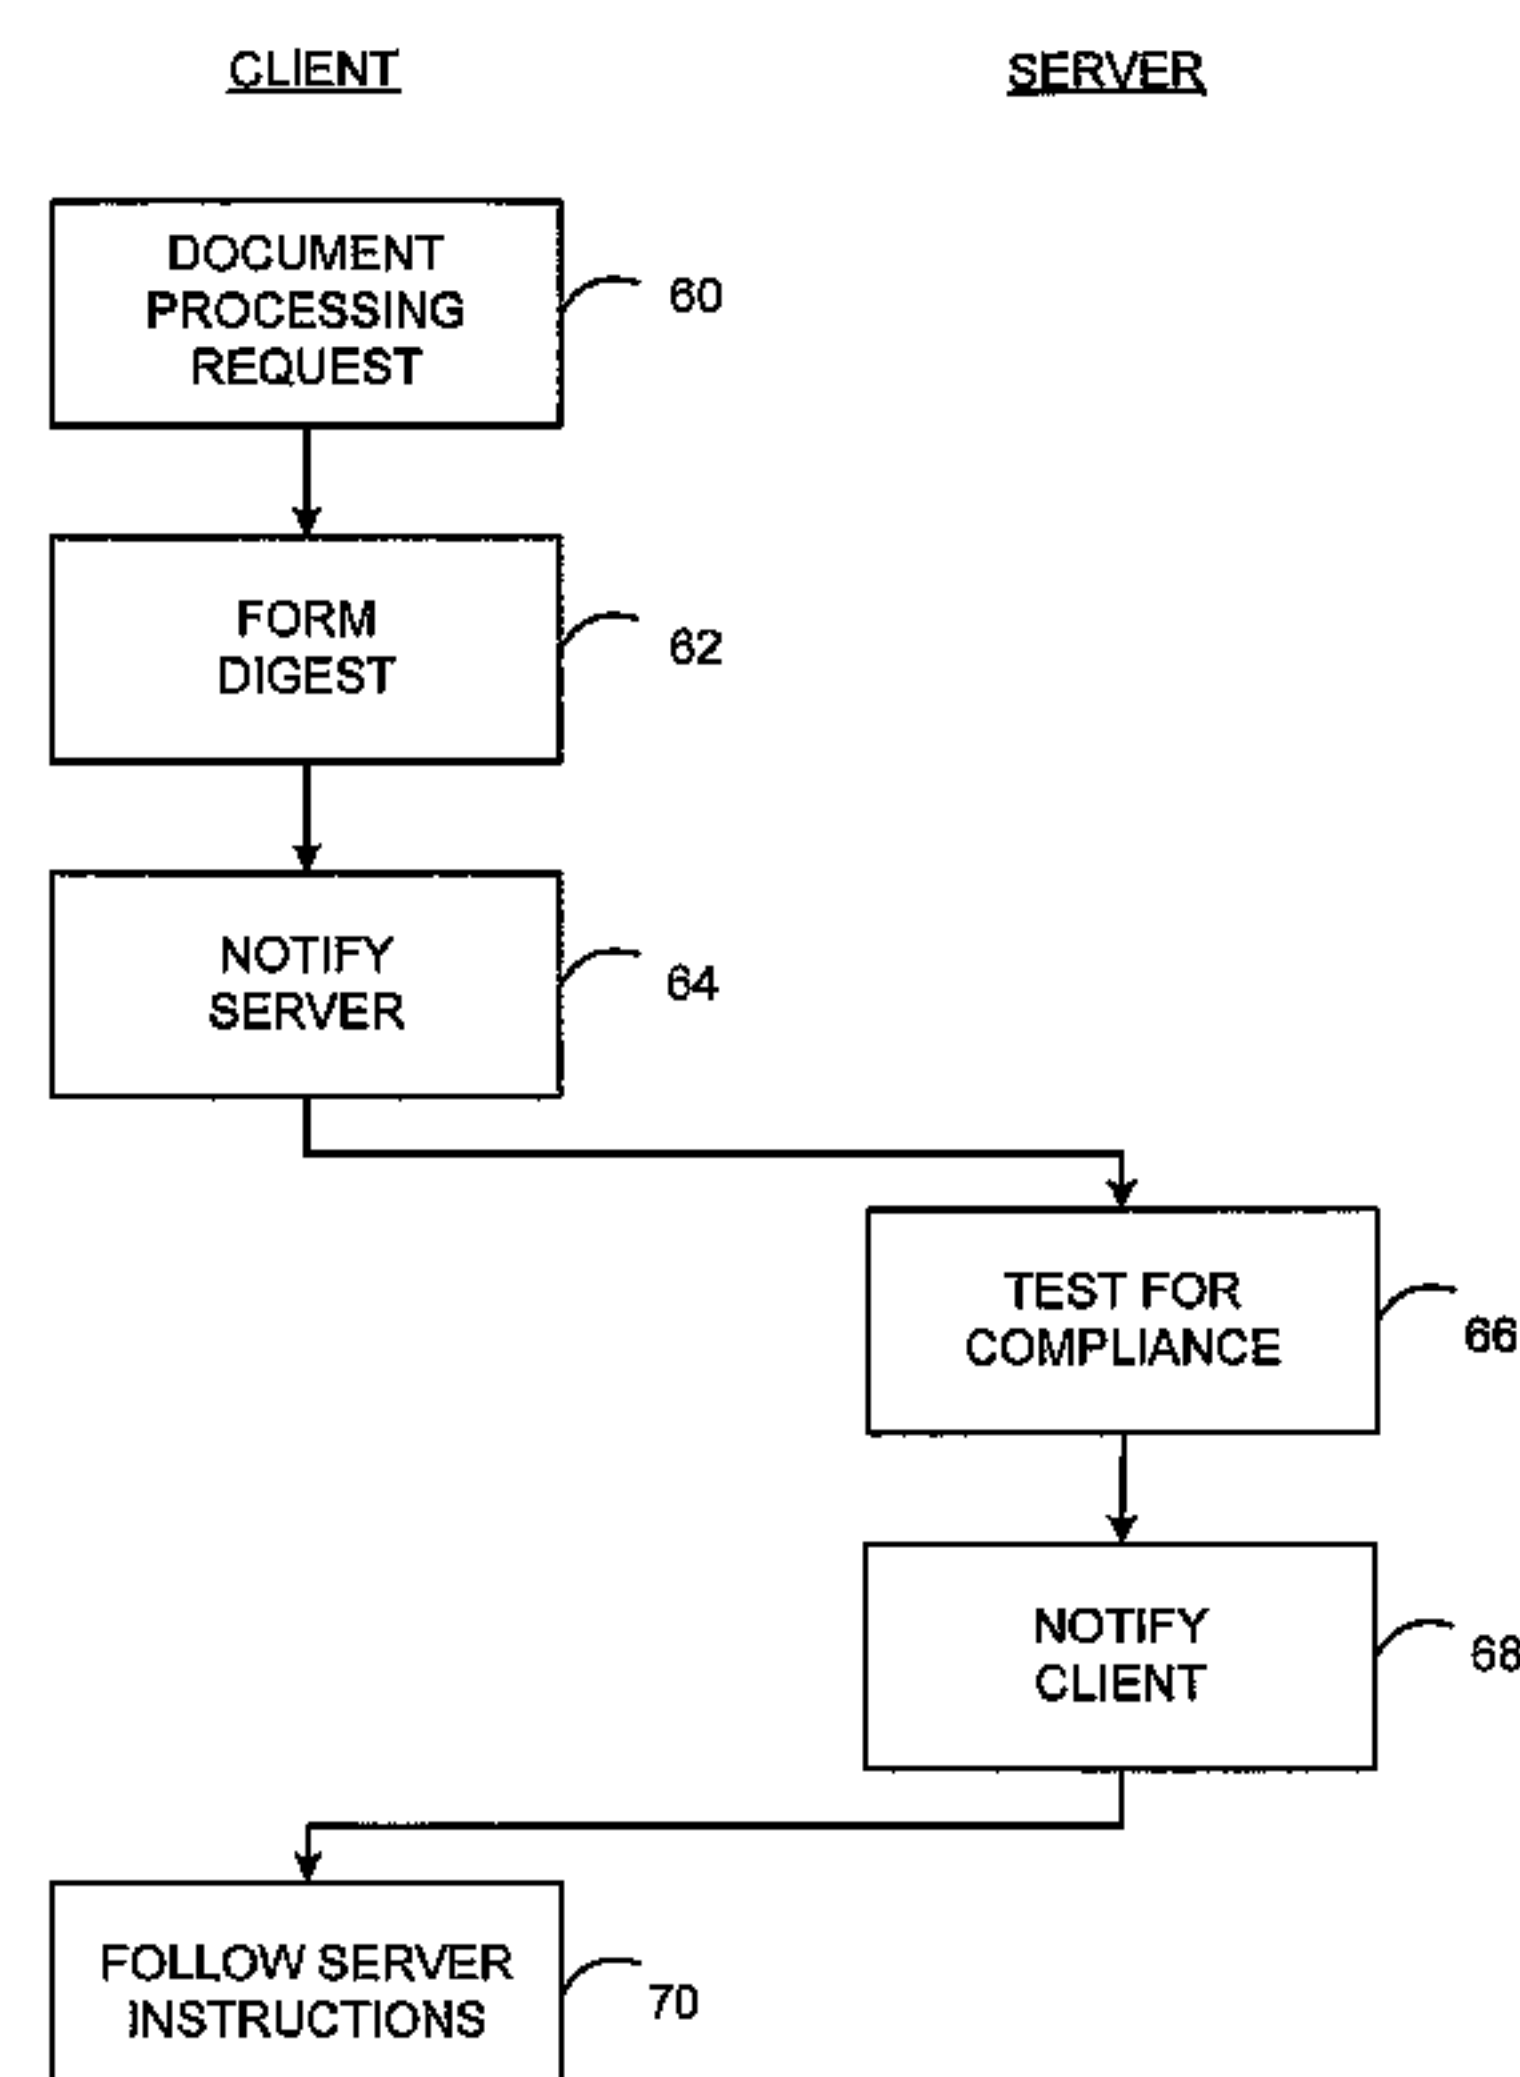 CLIENT
SERVER
DOCUMENT
PROCESSING
REQUEST
60
FORM
DIGEST
62
NOTIFY
SERVER
64
TEST FOR
COMPLIANCE
66
NOTIFY
CLIENT
68
FOLLOW SERVER
INSTRUCTIONS
70